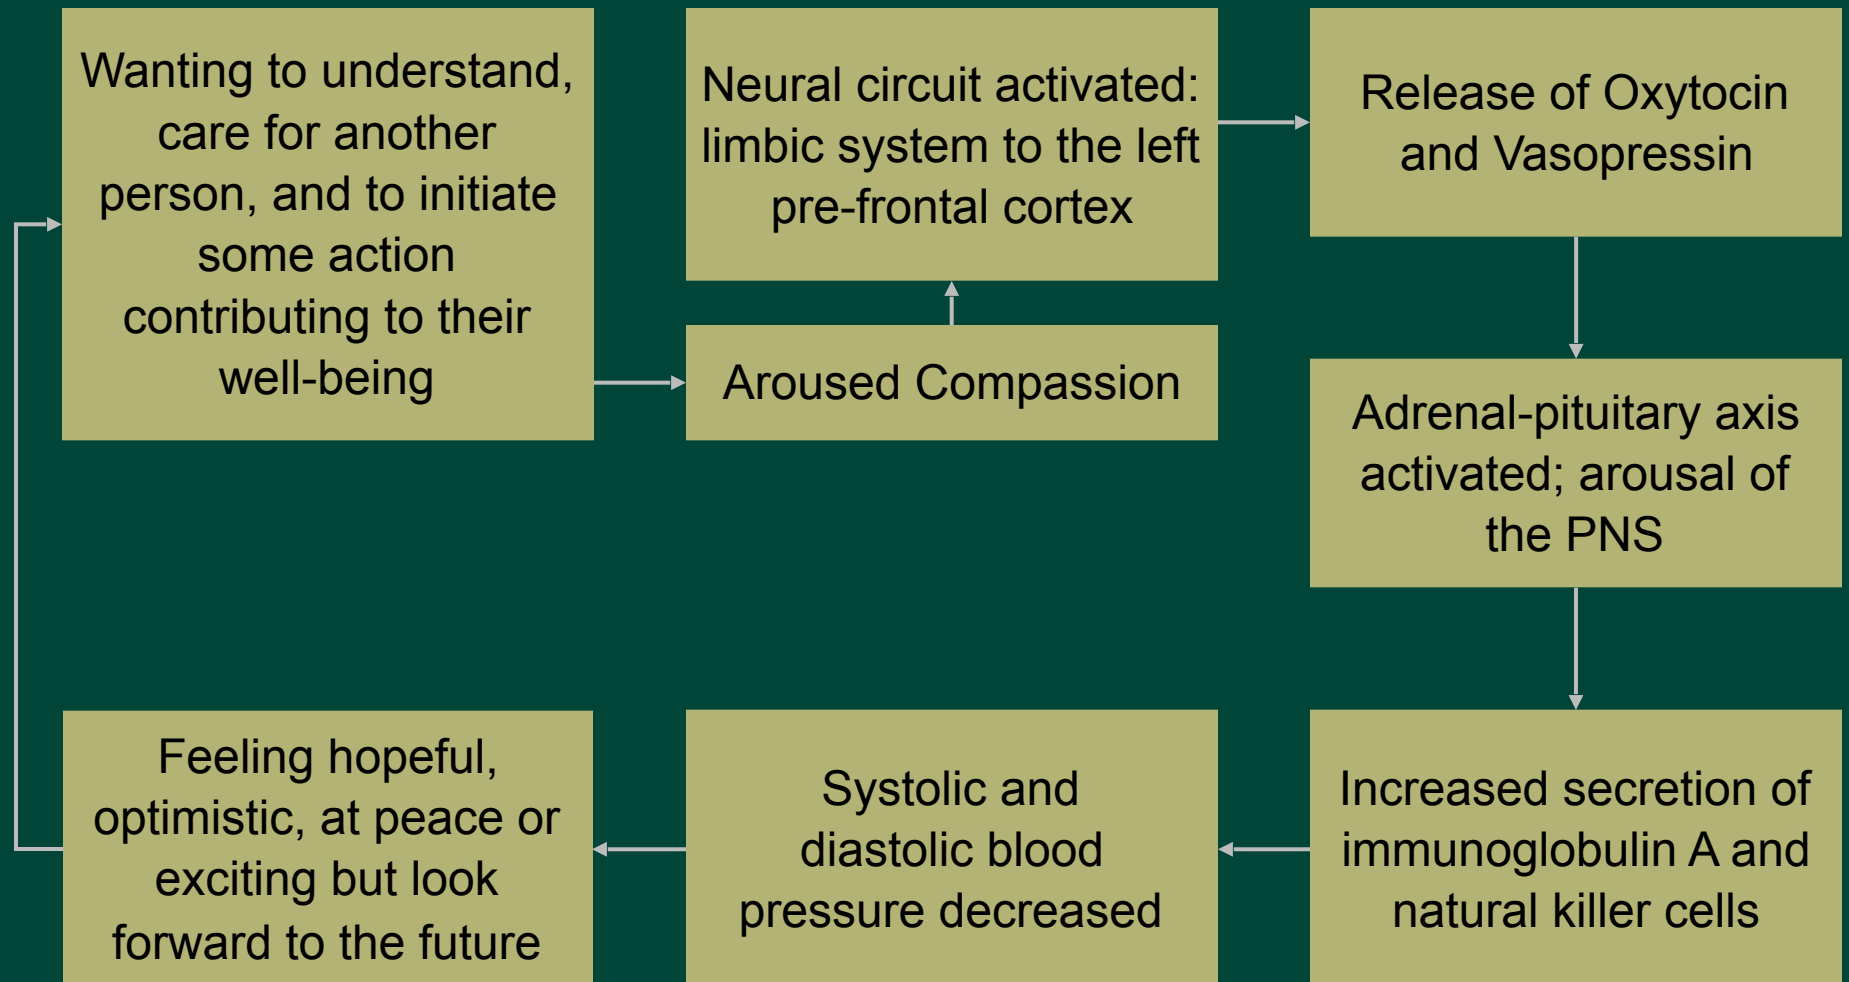 Wanting to understand,
care for another
person, and to initiate
some action
contributing to their
well-being
Aroused Compassion
Neural circuit activated:
limbic system to the left
pre-frontal cortex
Release of Oxytocin
and Vasopressin
Adrenal-pituitary axis
activated; arousal of
the PNS
Increased secretion of
immunoglobulin A and
natural killer cells
Systolic and
diastolic blood
pressure decreased
Feeling hopeful,
optimistic, at peace or
exciting but look
forward to the future